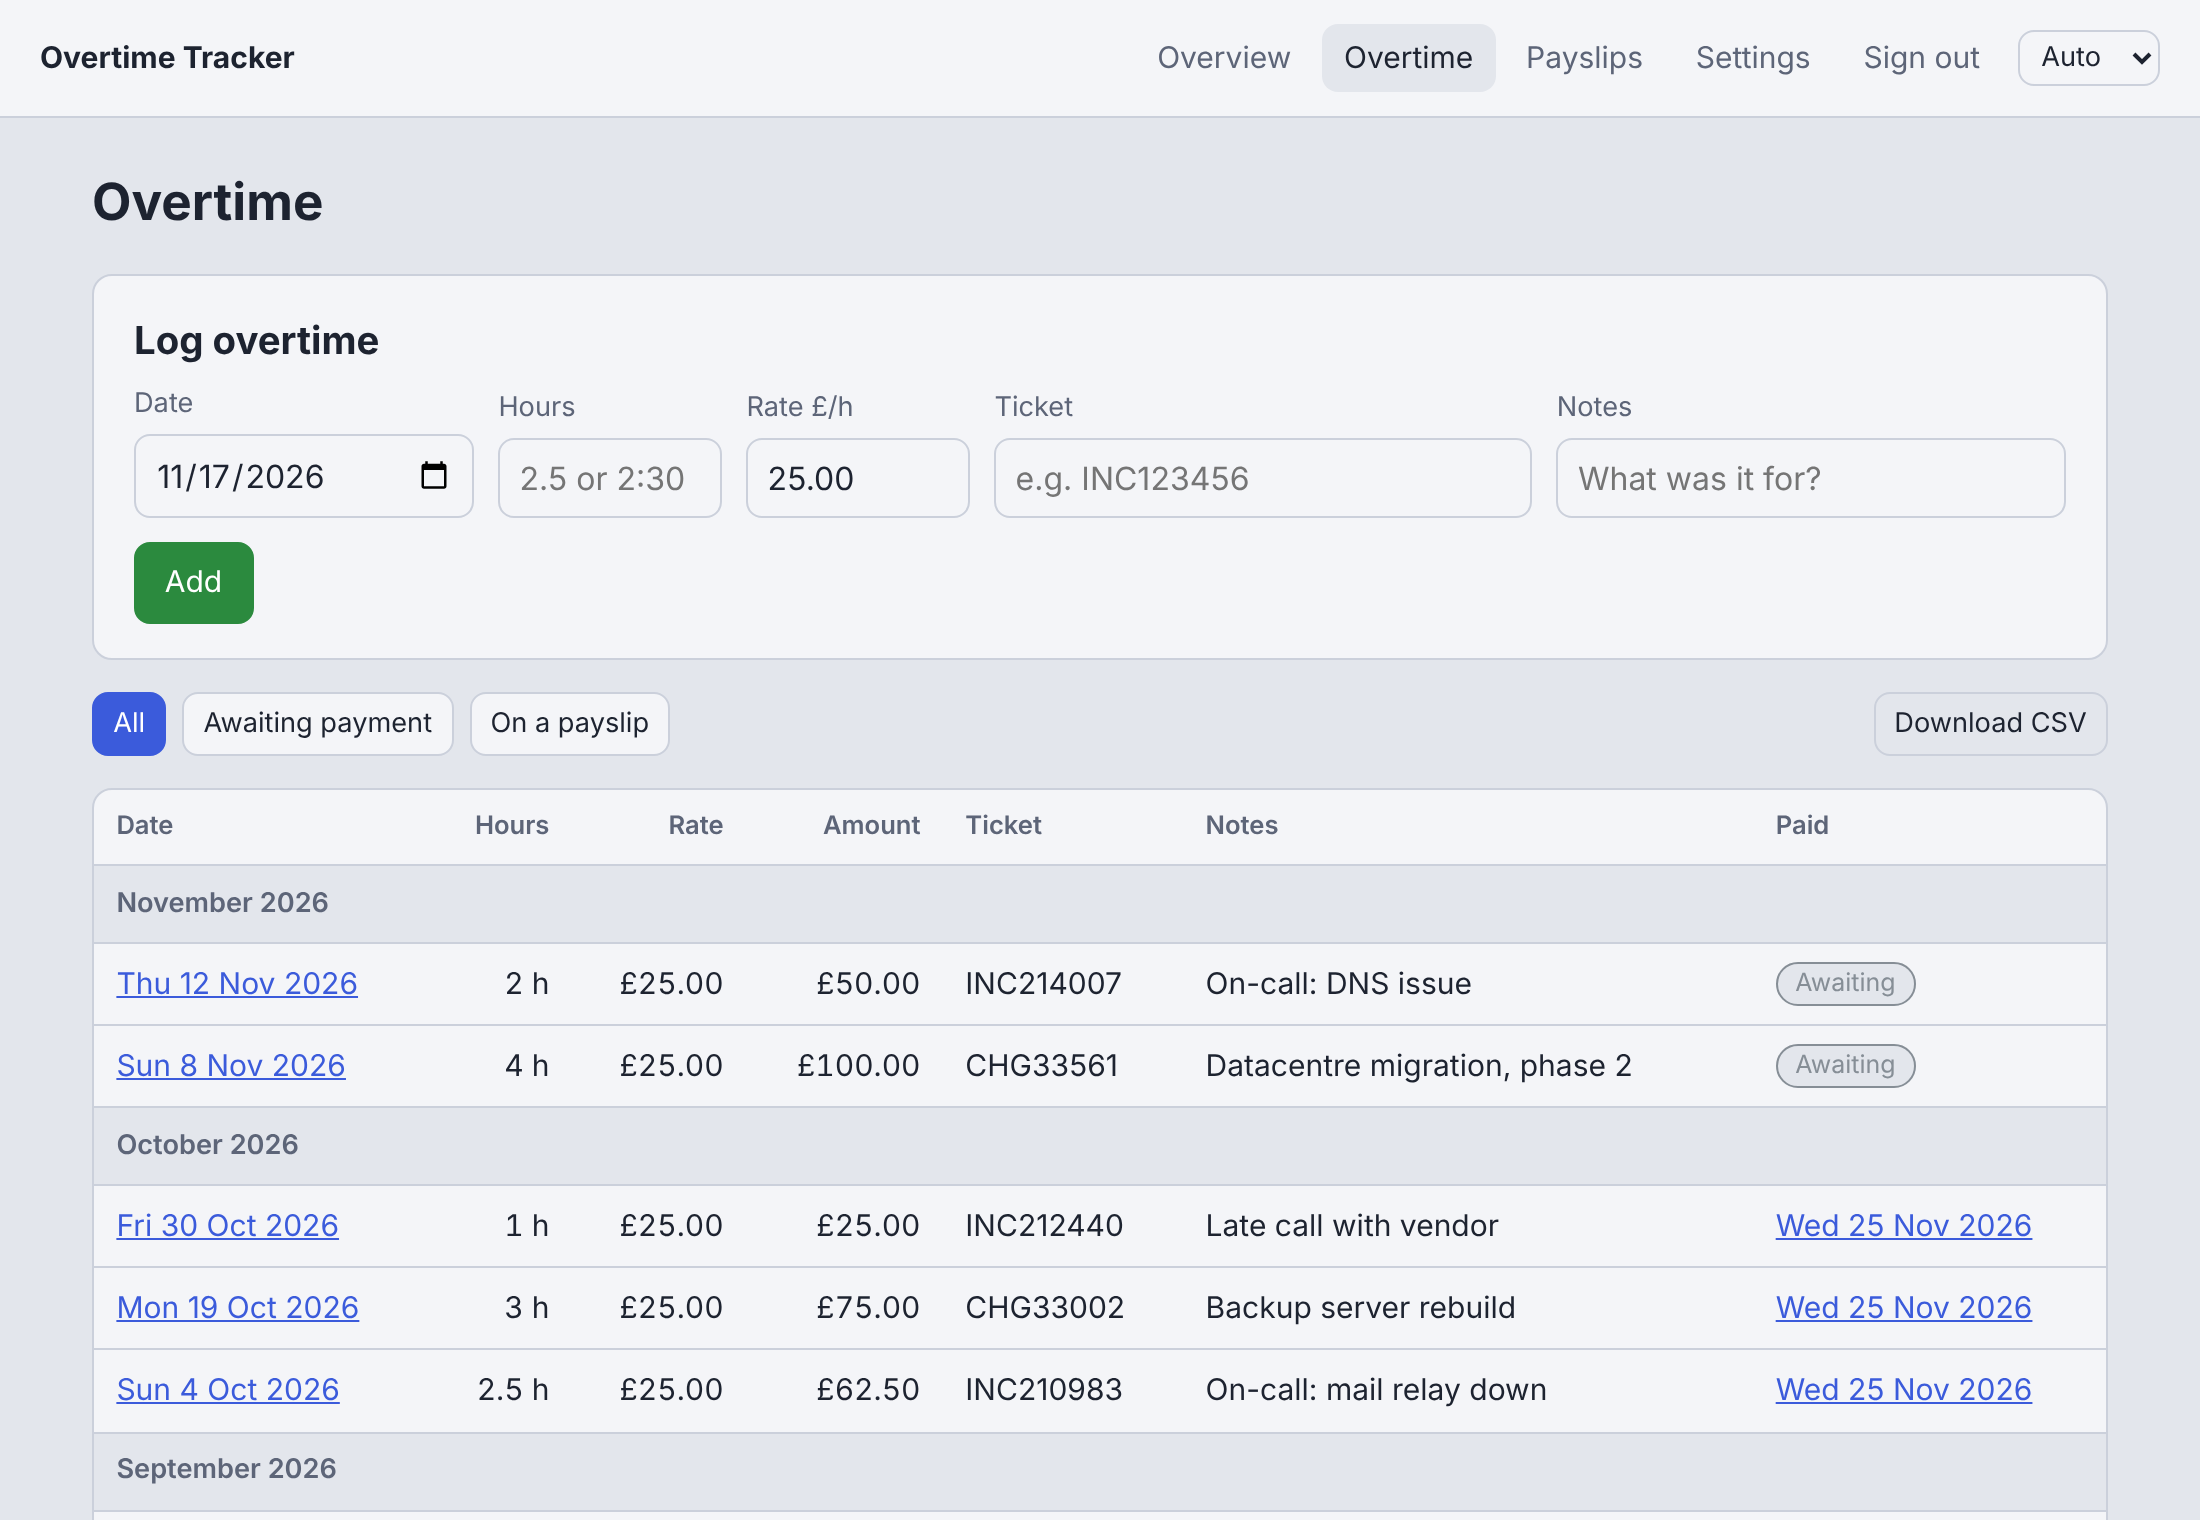 Overtime Tracker Overview Overtime Payslips Settings Sign out Auto
Overtime
Log overtime
Date Hours Rate £/h Ticket Notes
11/17/2026 2.5 or 2:30 25.00 e.g. INC123456 What was it for?
Add
All Awaiting payment On a payslip Download CSV
Date Hours Rate Amount Ticket Notes Paid
November 2026
Thu 12 Nov 2026 2 h £25.00 £50.00 INC214007 On-call: DNS issue Awaiting
Sun 8 Nov 2026 4 h £25.00 £100.00 CHG33561 Datacentre migration, phase 2 Awaiting
October 2026
Fri 30 Oct 2026 1 h £25.00 £25.00 INC212440 Late call with vendor Wed 25 Nov 2026
Mon 19 Oct 2026 3 h £25.00 £75.00 CHG33002 Backup server rebuild Wed 25 Nov 2026
Sun 4 Oct 2026 2.5 h £25.00 £62.50 INC210983 On-call: mail relay down Wed 25 Nov 2026
September 2026